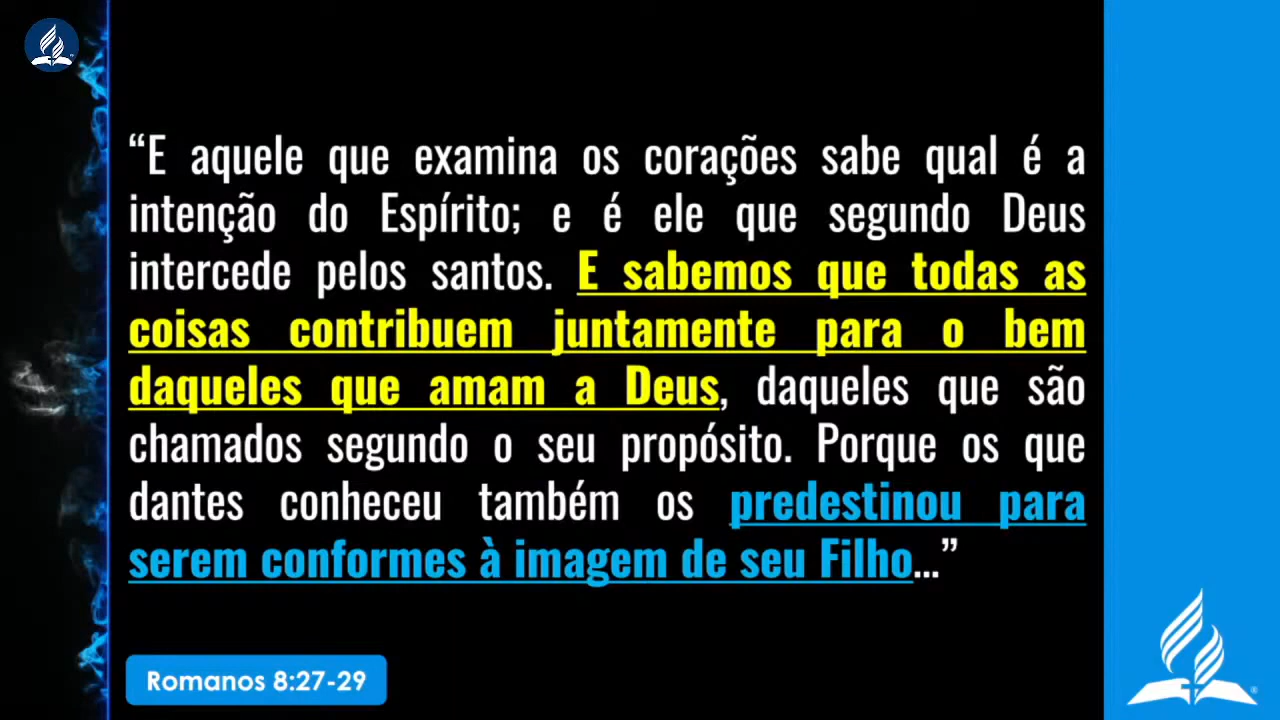 “E aquele que examina os corações sabe qual é a
intenção do Espírito; e é ele que segundo Deus
intercede pelos santos. E sabemos que todas as
coisas contribuem juntamente para o bem
daqueles que amam a Deus, daqueles que são
chamados segundo o seu propósito. Porque os que
dantes conheceu também os predestinou para
serem conformes à imagem de seu Filho...”
Romanos 8:27-29